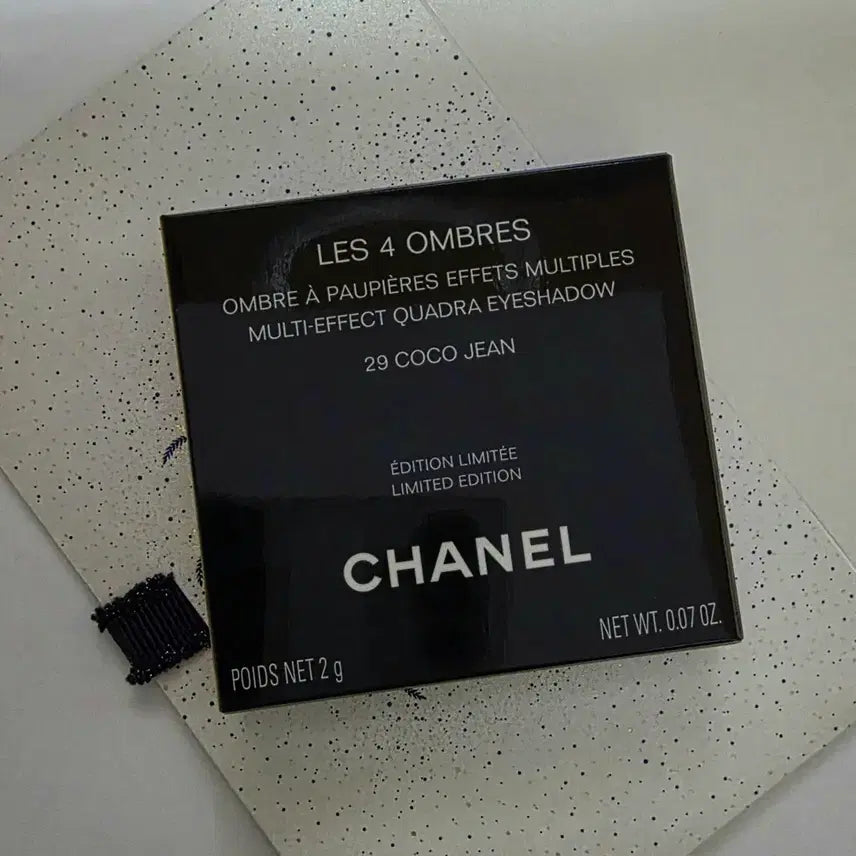 LES 4 OMBRES
OMBRE À PAUPIÈRES EFFETS MULTIPLES
MULTI-EFFECT QUADRA EYESHADOW
29 COCO JEAN
ÉDITION LIMITÉE
LIMITED EDITION
CHANEL
POIDS NET 2 g
NET WT. 0.07 OZ.